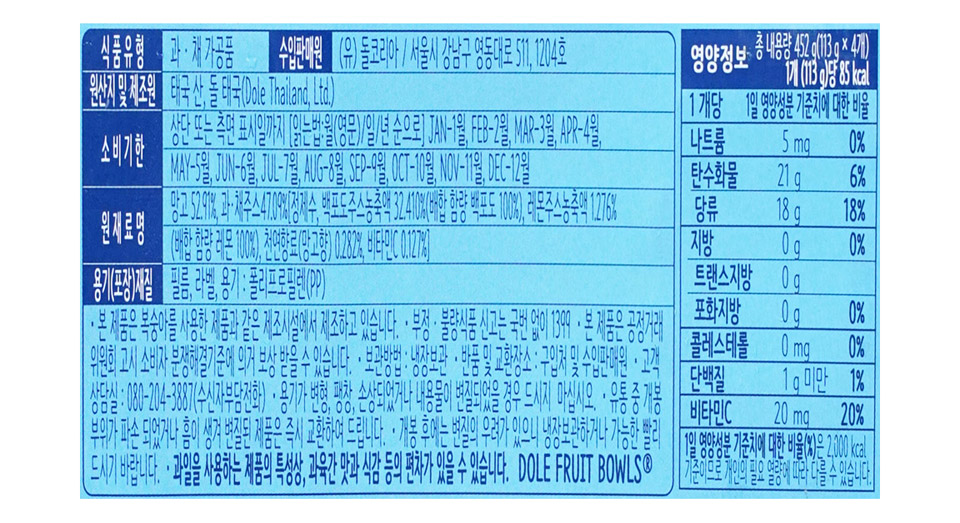 식품유형 과·채가공품 수입판매원 (유) 돌코리아 / 서울시 강남구 영동대로 511, 1204호
원산지 및 제조원 태국 산, 돌 태국(Dole Thailand, Ltd.)
소비기한 상단 또는 측면 표시일까지 [읽는법:월(영문)/일/년 순으로] JAN-1월, FEB-2월, MAR-3월, APR-4월,
MAY-5월, JUN-6월, JUL-7월, AUG-8월, SEP-9월, OCT-10월, NOV-11월, DEC-12월
원재료명 망고 52.91%, 과·채주스47.09%[정제수, 백포도주스농축액 32.410%(배합 함량 백포도 100%), 레몬주스농축액 1.276%
(배합 함량 레몬 100%), 천연향료(망고향) 0.282%, 비타민C 0.127%]
용기(포장)재질 필름, 라벨, 용기 : 폴리프로필렌(PP)
· 본 제품은 복숭아를 사용한 제품과 같은 제조시설에서 제조하고 있습니다. · 부정 · 불량식품 신고는 국번 없이 1399 · 본 제품은 공정거래
위원회 고시 소비자 분쟁해결기준에 의거 보상 받을 수 있습니다. · 보관방법 : 냉장보관 · 반품 및 교환장소 : 구입처 및 수입판매원 · 고객
상담실 : 080-204-3887(수신자부담전화) · 용기가 변형, 팽창, 손상되었거나 내용물이 변질되었을 경우 드시지 마십시오. · 유통 중 개봉
부위가 파손 되었거나 흠이 생겨 변질된 제품은 즉시 교환하여 드립니다. · 개봉 후에는 변질의 우려가 있으니 냉장보관하거나 가능한 빨리
드시기 바랍니다. · 과일을 사용하는 제품의 특성상, 과육간 맛과 식감 등의 편차가 있을 수 있습니다. DOLE FRUIT BOWLS®
영양정보 총 내용량 452 g(113 g × 4개)
1개 (113 g)당 85 kcal
1 개당 1일 영양성분 기준치에 대한 비율
나트륨 5 mg 0%
탄수화물 21 g 6%
당류 18 g 18%
지방 0 g 0%
트랜스지방 0 g
포화지방 0 g 0%
콜레스테롤 0 mg 0%
단백질 1 g 미만 1%
비타민C 20 mg 20%
1일 영양성분 기준치에 대한 비율(%)은 2,000 kcal
기준이므로 개인의 필요 열량에 따라 다를 수 있습니다.